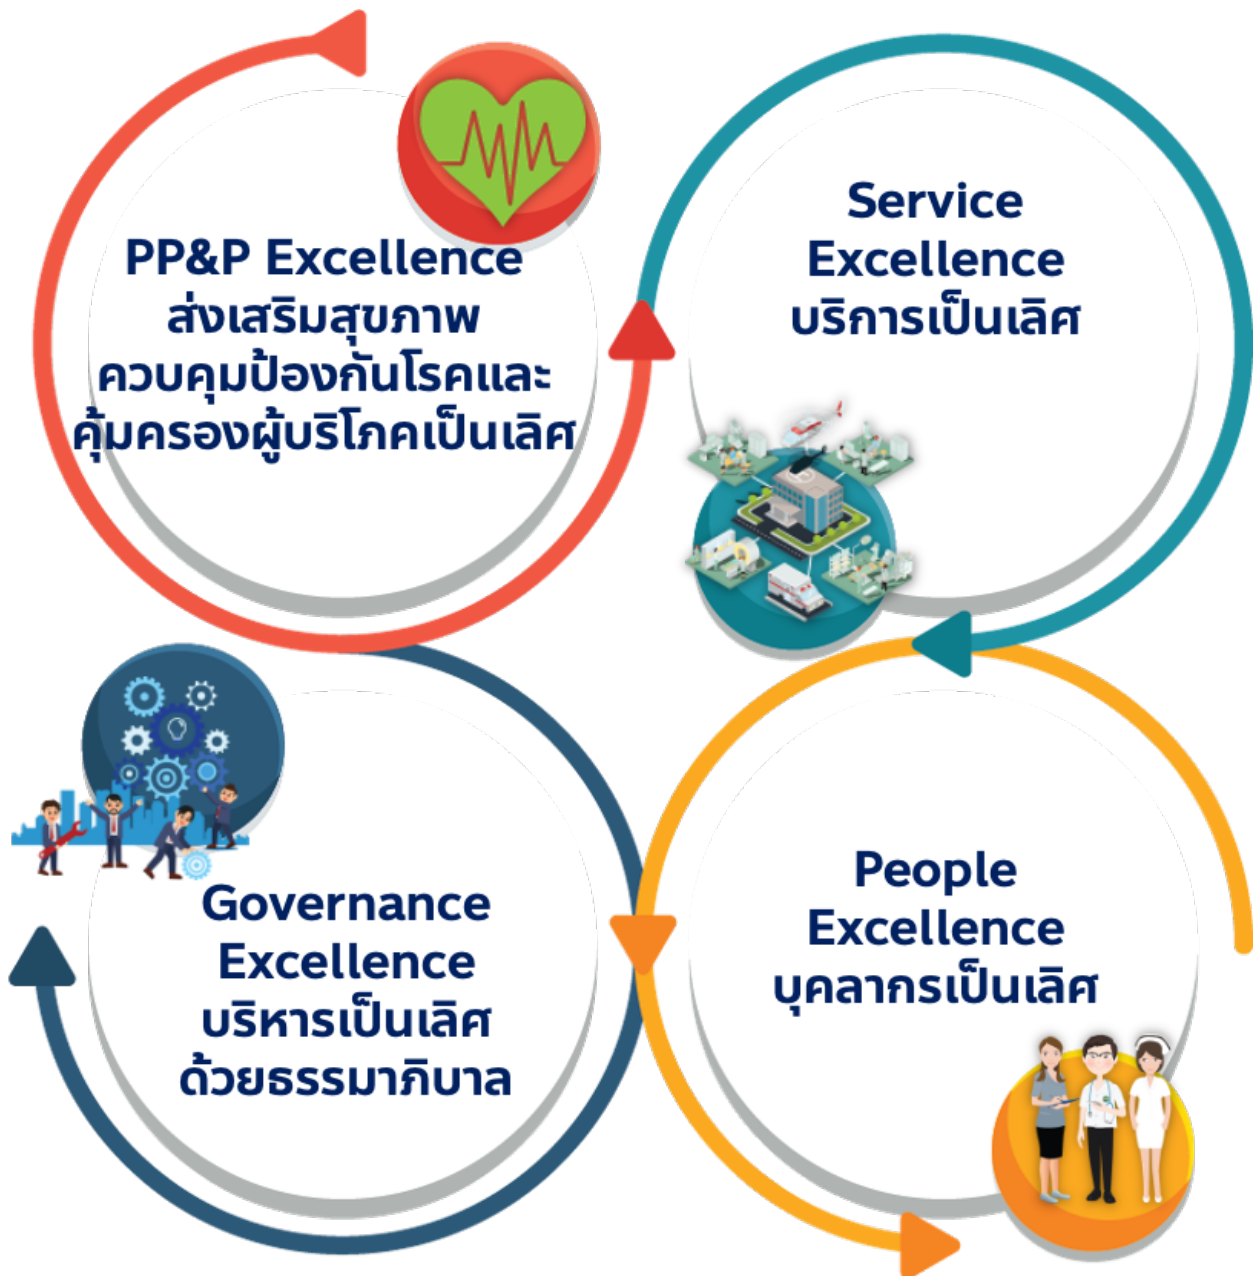 PP&P Excellence
ส่งเสริมสุขภาพ
ควบคุมป้องกันโรคและ
คุ้มครองผู้บริโภคเป็นเลิศ
Service
Excellence
บริการเป็นเลิศ
Governance
Excellence
บริหารเป็นเลิศ
ด้วยธรรมาภิบาล
People
Excellence
บุคลากรเป็นเลิศ